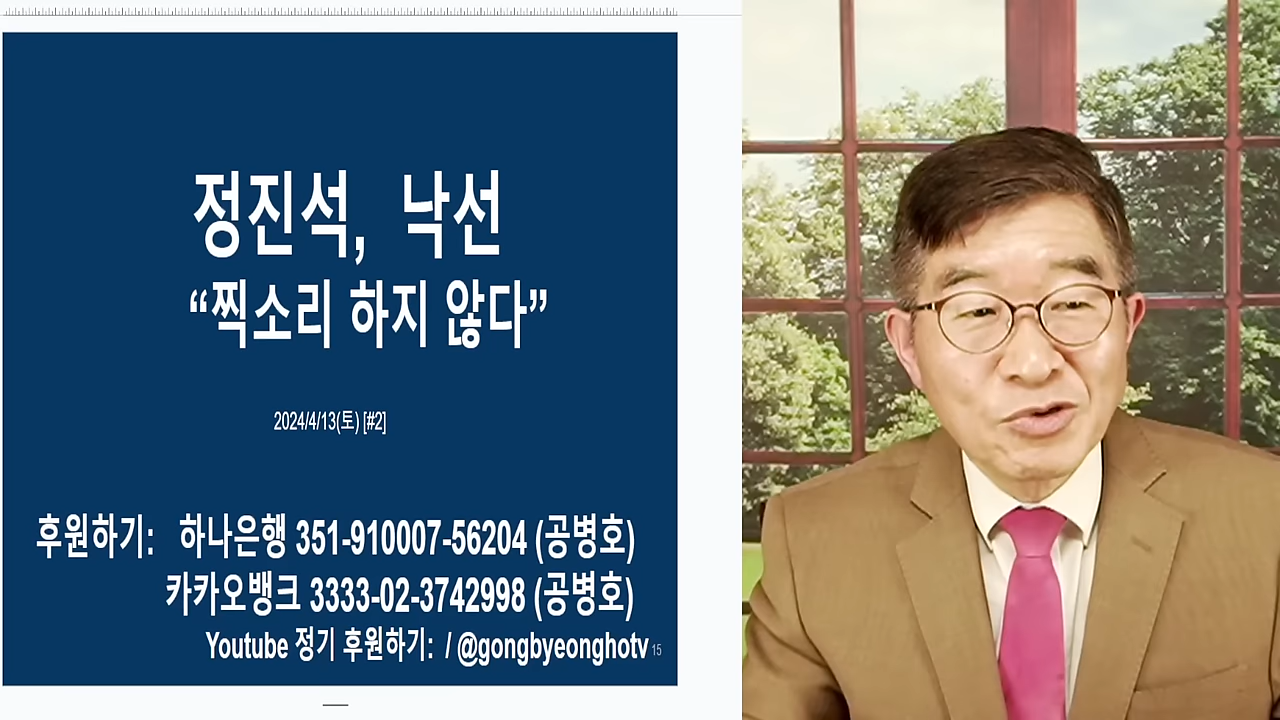 정진석, 낙선
“찍소리 하지 않다”
2024/4/13(토) [#2]
후원하기: 하나은행 351-910007-56204 (공병호)
카카오뱅크 3333-02-3742998 (공병호)
Youtube 정기 후원하기: / @gongbyeonghotv 15